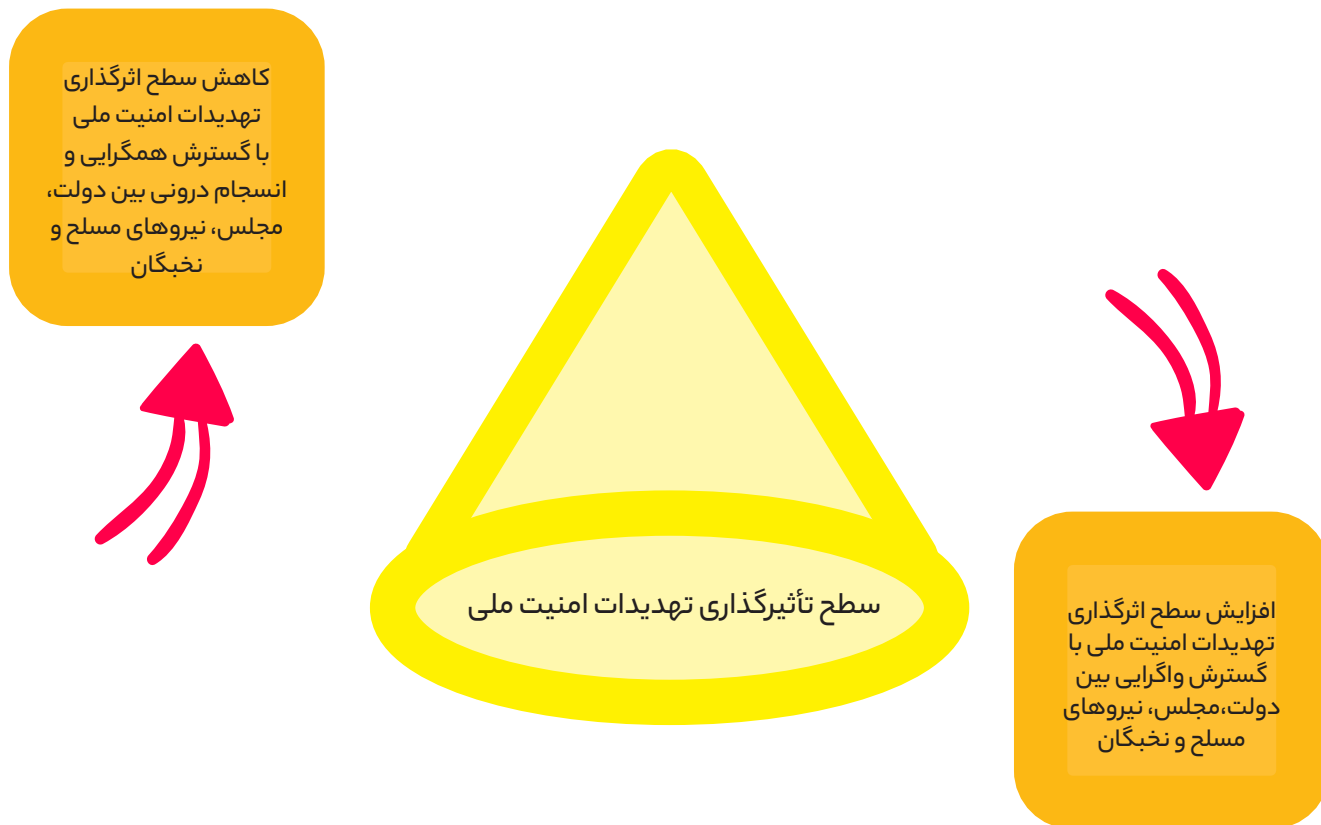 کاهش سطح اثرگذاری
تهدیدات امنیت ملی
با گسترش همگرایی و
انسجام درونی بین دولت،
مجلس، نیروهای مسلح و
نخبگان
سطح تأثیرگذاری تهدیدات امنیت ملی
افزایش سطح اثرگذاری
تهدیدات امنیت ملی با
گسترش واگرایی بین
دولت،مجلس، نیروهای
مسلح و نخبگان